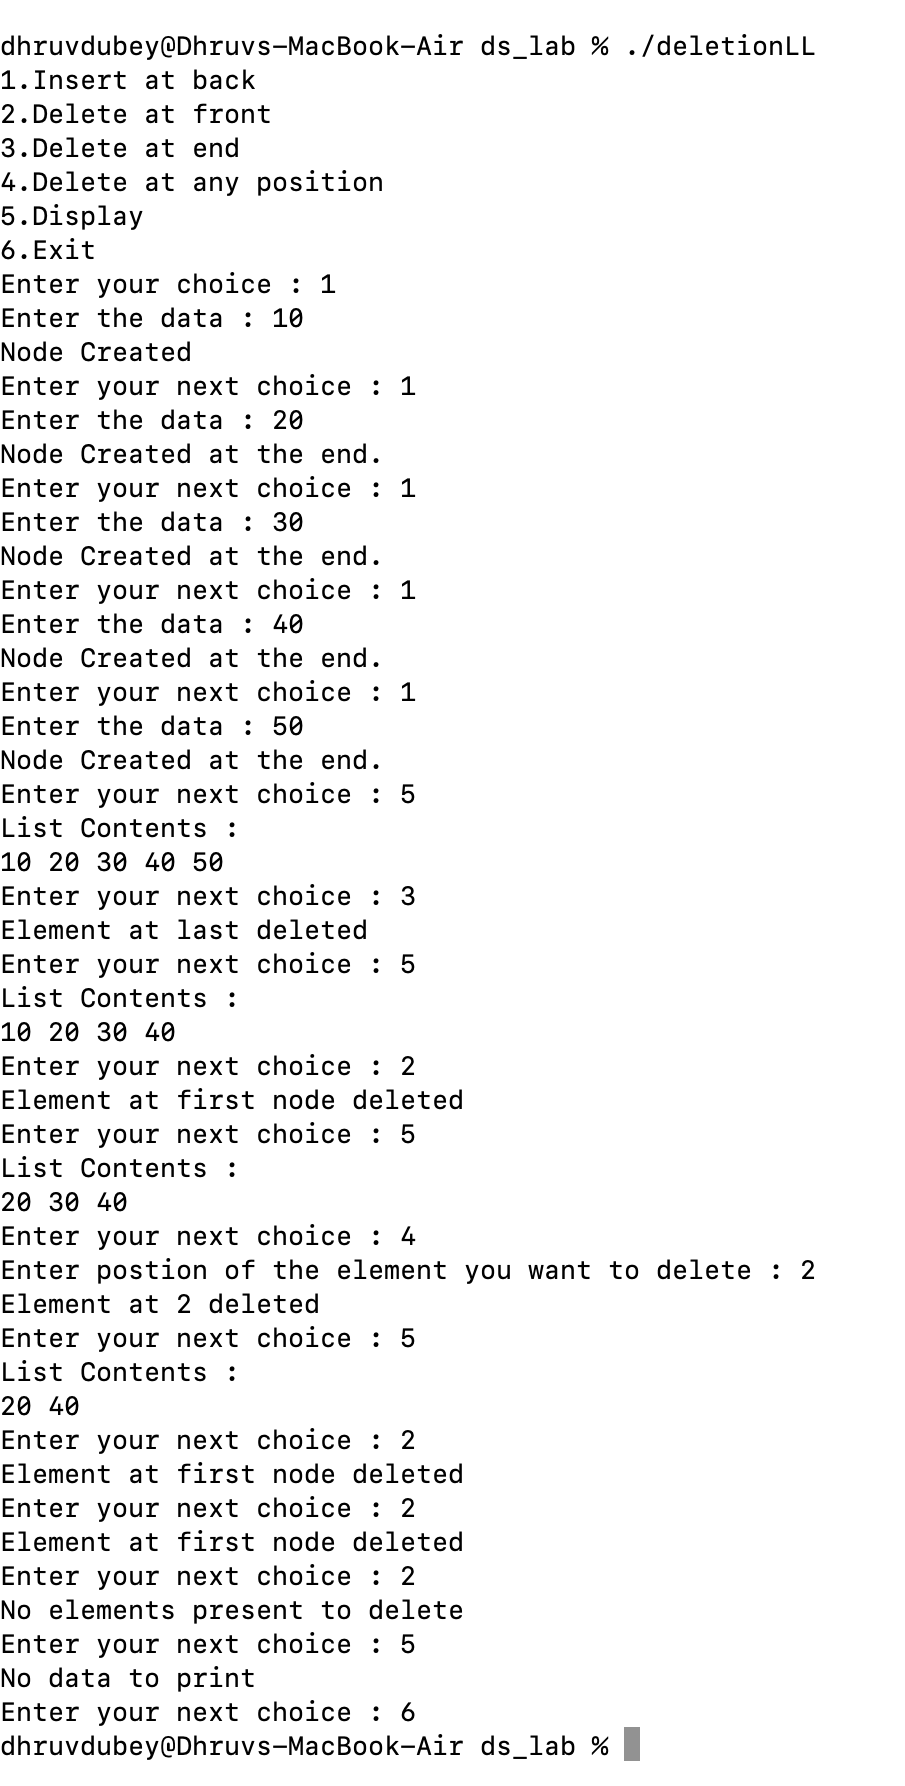 dhruvdubey@Dhruvs-MacBook-Air ds_lab % ./deletionLL
1.Insert at back
2.Delete at front
3.Delete at end
4.Delete at any position
5.Display
6.Exit
Enter your choice : 1
Enter the data : 10
Node Created
Enter your next choice : 1
Enter the data : 20
Node Created at the end.
Enter your next choice : 1
Enter the data : 30
Node Created at the end.
Enter your next choice : 1
Enter the data : 40
Node Created at the end.
Enter your next choice : 1
Enter the data : 50
Node Created at the end.
Enter your next choice : 5
List Contents :
10 20 30 40 50
Enter your next choice : 3
Element at last deleted
Enter your next choice : 5
List Contents :
10 20 30 40
Enter your next choice : 2
Element at first node deleted
Enter your next choice : 5
List Contents :
20 30 40
Enter your next choice : 4
Enter postion of the element you want to delete : 2
Element at 2 deleted
Enter your next choice : 5
List Contents :
20 40
Enter your next choice : 2
Element at first node deleted
Enter your next choice : 2
Element at first node deleted
Enter your next choice : 2
No elements present to delete
Enter your next choice : 5
No data to print
Enter your next choice : 6
dhruvdubey@Dhruvs-MacBook-Air ds_lab %